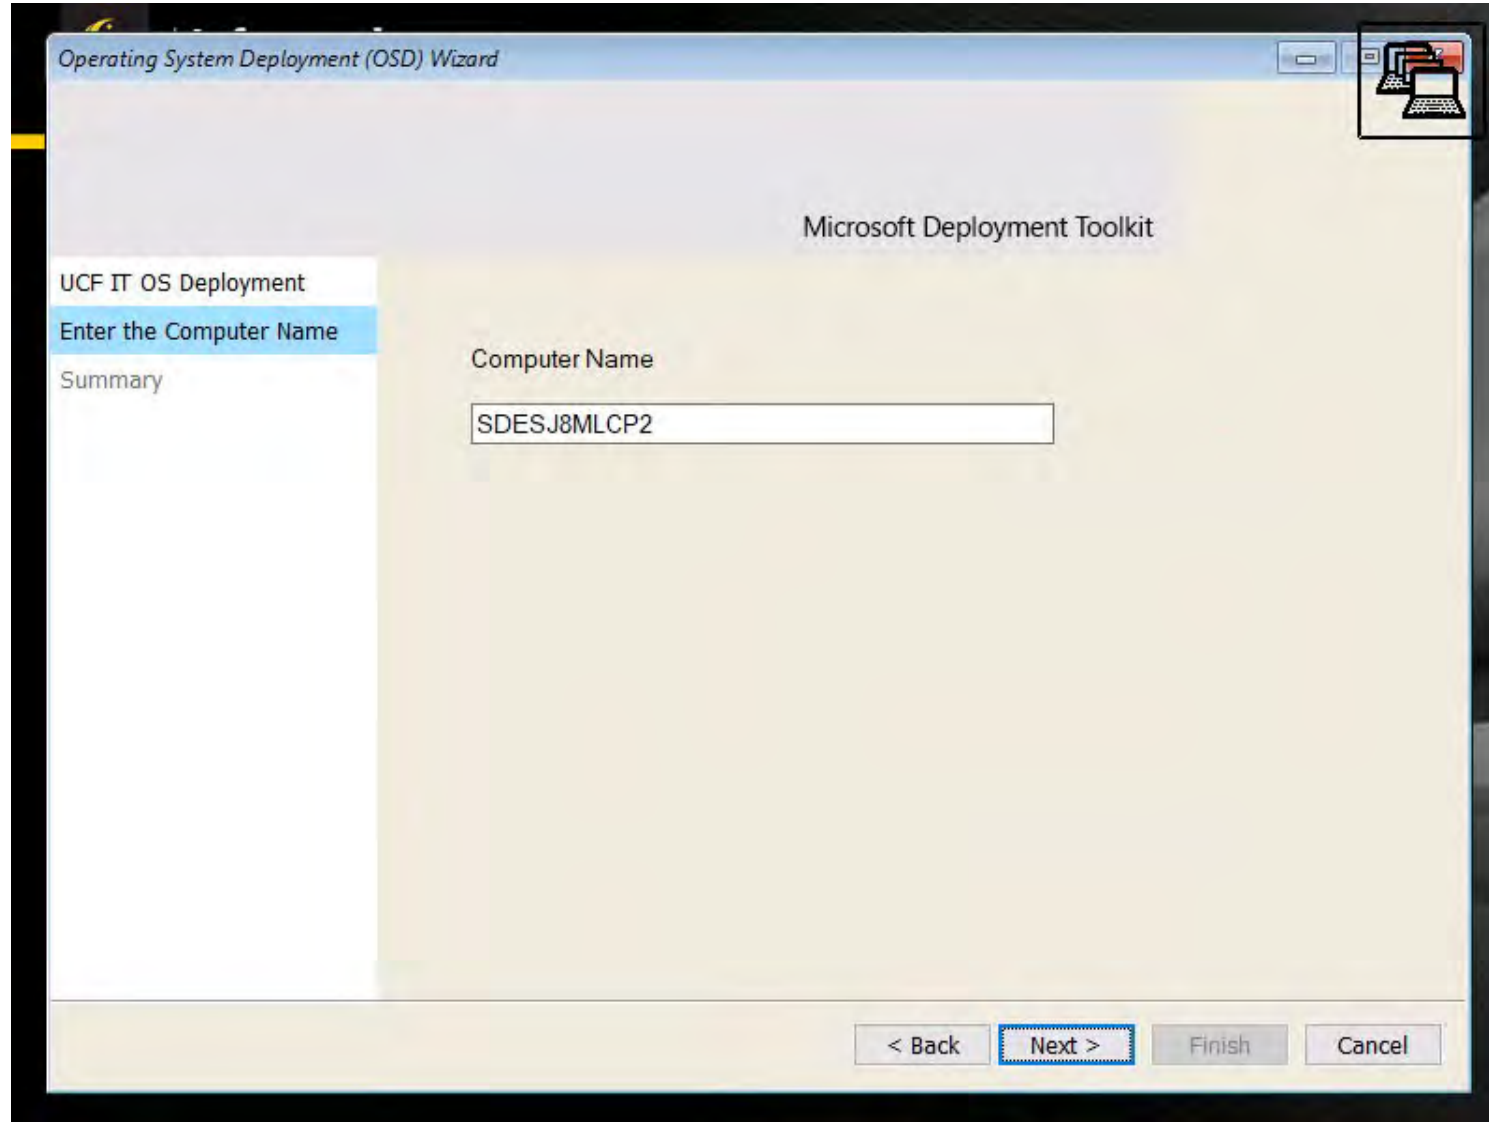 Operating System Deployment (OSD) Wizard
Microsoft Deployment Toolkit
UCF IT OS Deployment
Enter the Computer Name
Summary
Computer Name
SDESJ8MLCP2
< Back
Next >
Finish
Cancel